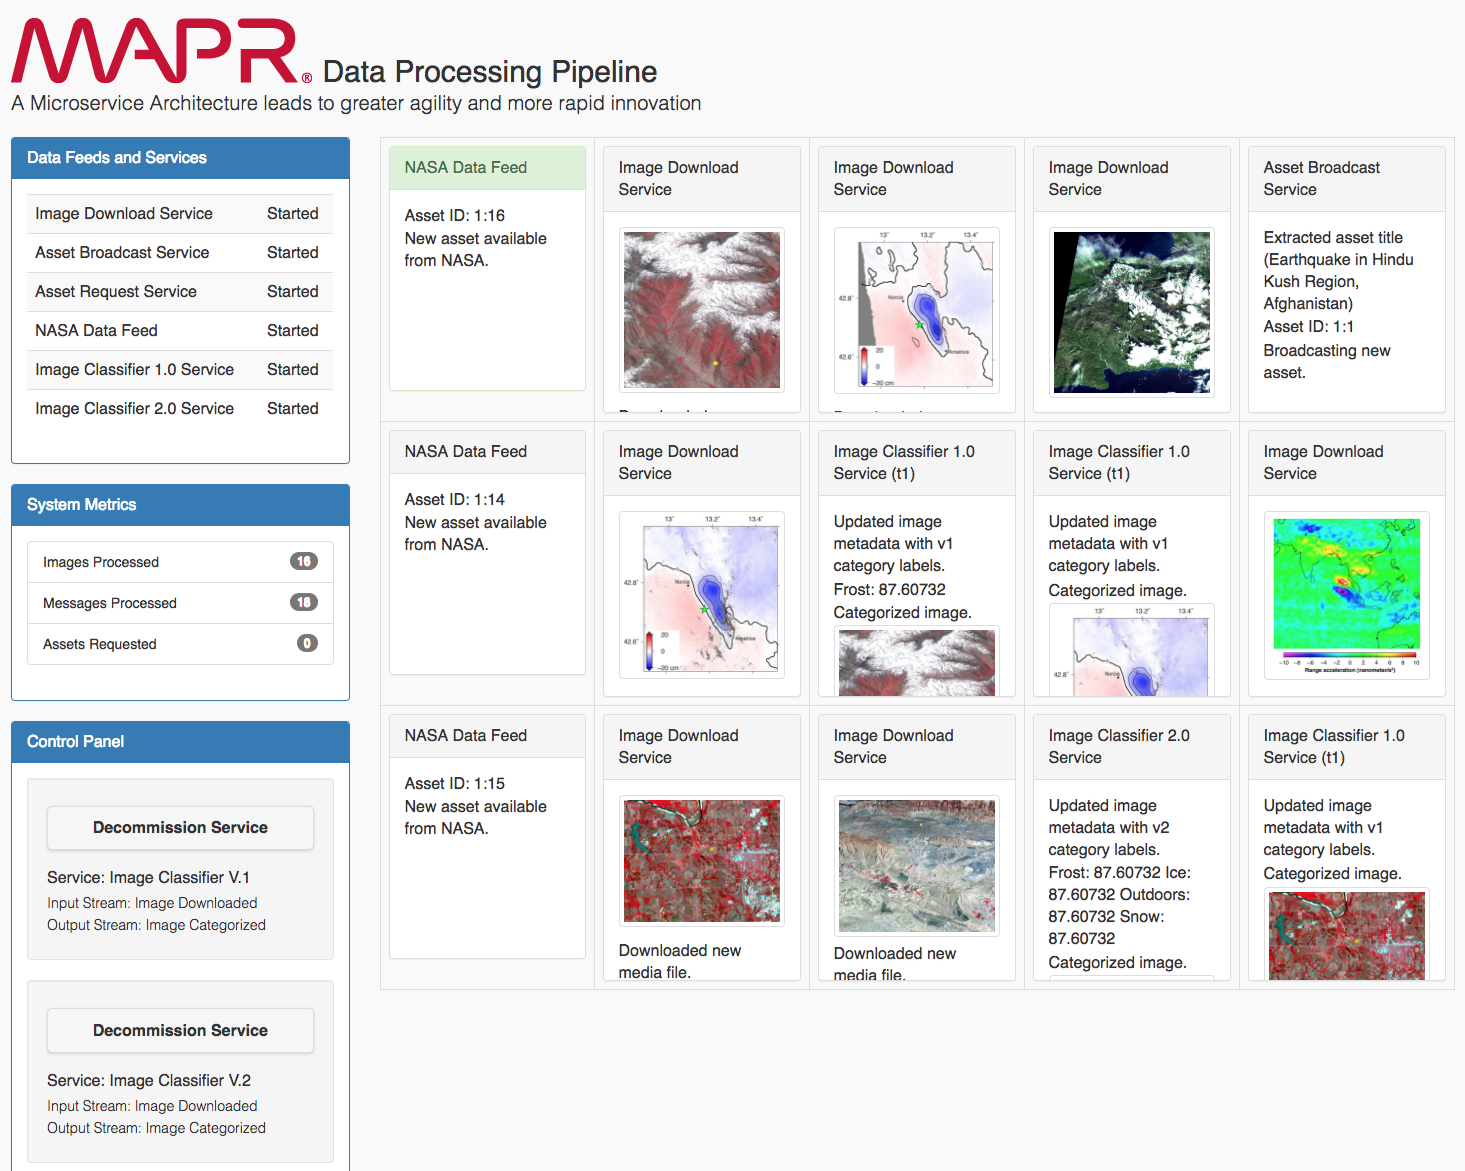 MAPR® Data Processing Pipeline
A Microservice Architecture leads to greater agility and more rapid innovation
Data Feeds and Services
Image Download Service Started
Asset Broadcast Service Started
Asset Request Service Started
NASA Data Feed Started
Image Classifier 1.0 Service Started
Image Classifier 2.0 Service Started
System Metrics
Images Processed 16
Messages Processed 18
Assets Requested 0
Control Panel
Decommission Service
Service: Image Classifier V.1
Input Stream: Image Downloaded
Output Stream: Image Categorized
Decommission Service
Service: Image Classifier V.2
Input Stream: Image Downloaded
Output Stream: Image Categorized
NASA Data Feed
Asset ID: 1:16
New asset available
from NASA.
Image Download
Service
Image Download
Service
13° 13.2° 13.4°
42.8°
Norcia
Amatrice
42.6°
20
0
−20 cm
Image Download
Service
Asset Broadcast
Service
Extracted asset title
(Earthquake in Hindu
Kush Region,
Afghanistan)
Asset ID: 1:1
Broadcasting new
asset.
NASA Data Feed
Asset ID: 1:14
New asset available
from NASA.
Image Download
Service
13° 13.2° 13.4°
42.8°
Norcia
Amatrice
42.6°
20
0
−20 cm
Image Classifier 1.0
Service (t1)
Updated image
metadata with v1
category labels.
Frost: 87.60732
Categorized image.
Image Classifier 1.0
Service (t1)
Updated image
metadata with v1
category labels.
Categorized image.
13° 13.2° 13.4°
42.8°
Norcia
Image Download
Service
−10 −8 −6 −4 −2 0 2 4 6 8 10
Range acceleration (nanometer/s²)
NASA Data Feed
Asset ID: 1:15
New asset available
from NASA.
Image Download
Service
Downloaded new
media file.
Image Download
Service
Downloaded new
media file.
Image Classifier 2.0
Service
Updated image
metadata with v2
category labels.
Frost: 87.60732 Ice:
87.60732 Outdoors:
87.60732 Snow:
87.60732
Categorized image.
Image Classifier 1.0
Service (t1)
Updated image
metadata with v1
category labels.
Categorized image.